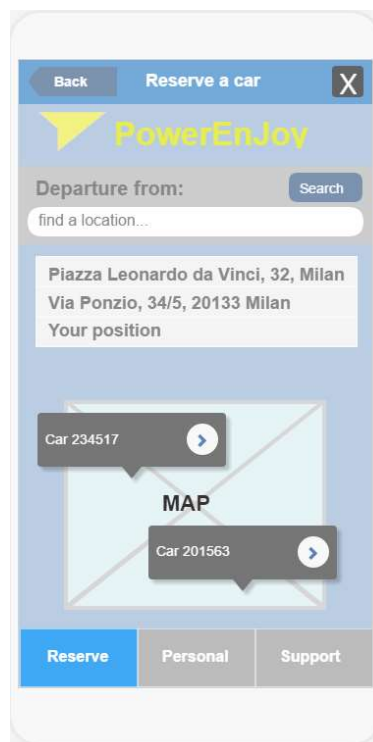 Back Reserve a car X
PowerEnJoy
Departure from: Search
find a location...
Piazza Leonardo da Vinci, 32, Milan
Via Ponzio, 34/5, 20133 Milan
Your position
Car 234517
MAP
Car 201563
Reserve Personal Support